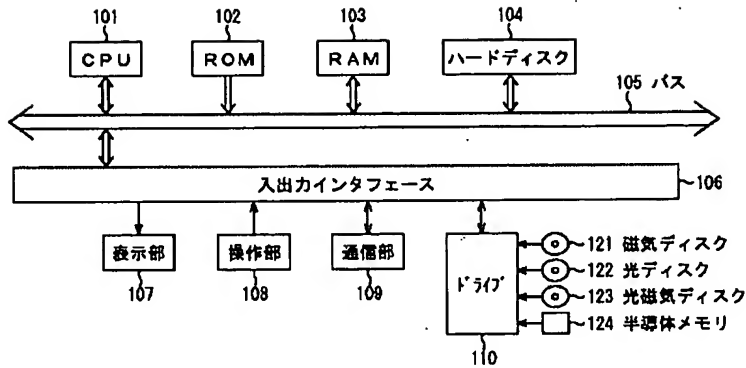 101 102 103 104
CPU ROM RAM ハードディスク
105 バス
入出力インタフェース 106
表示部 操作部 通信部 ドライブ
107 108 109
121 磁気ディスク
122 光ディスク
123 光磁気ディスク
124 半導体メモリ
110